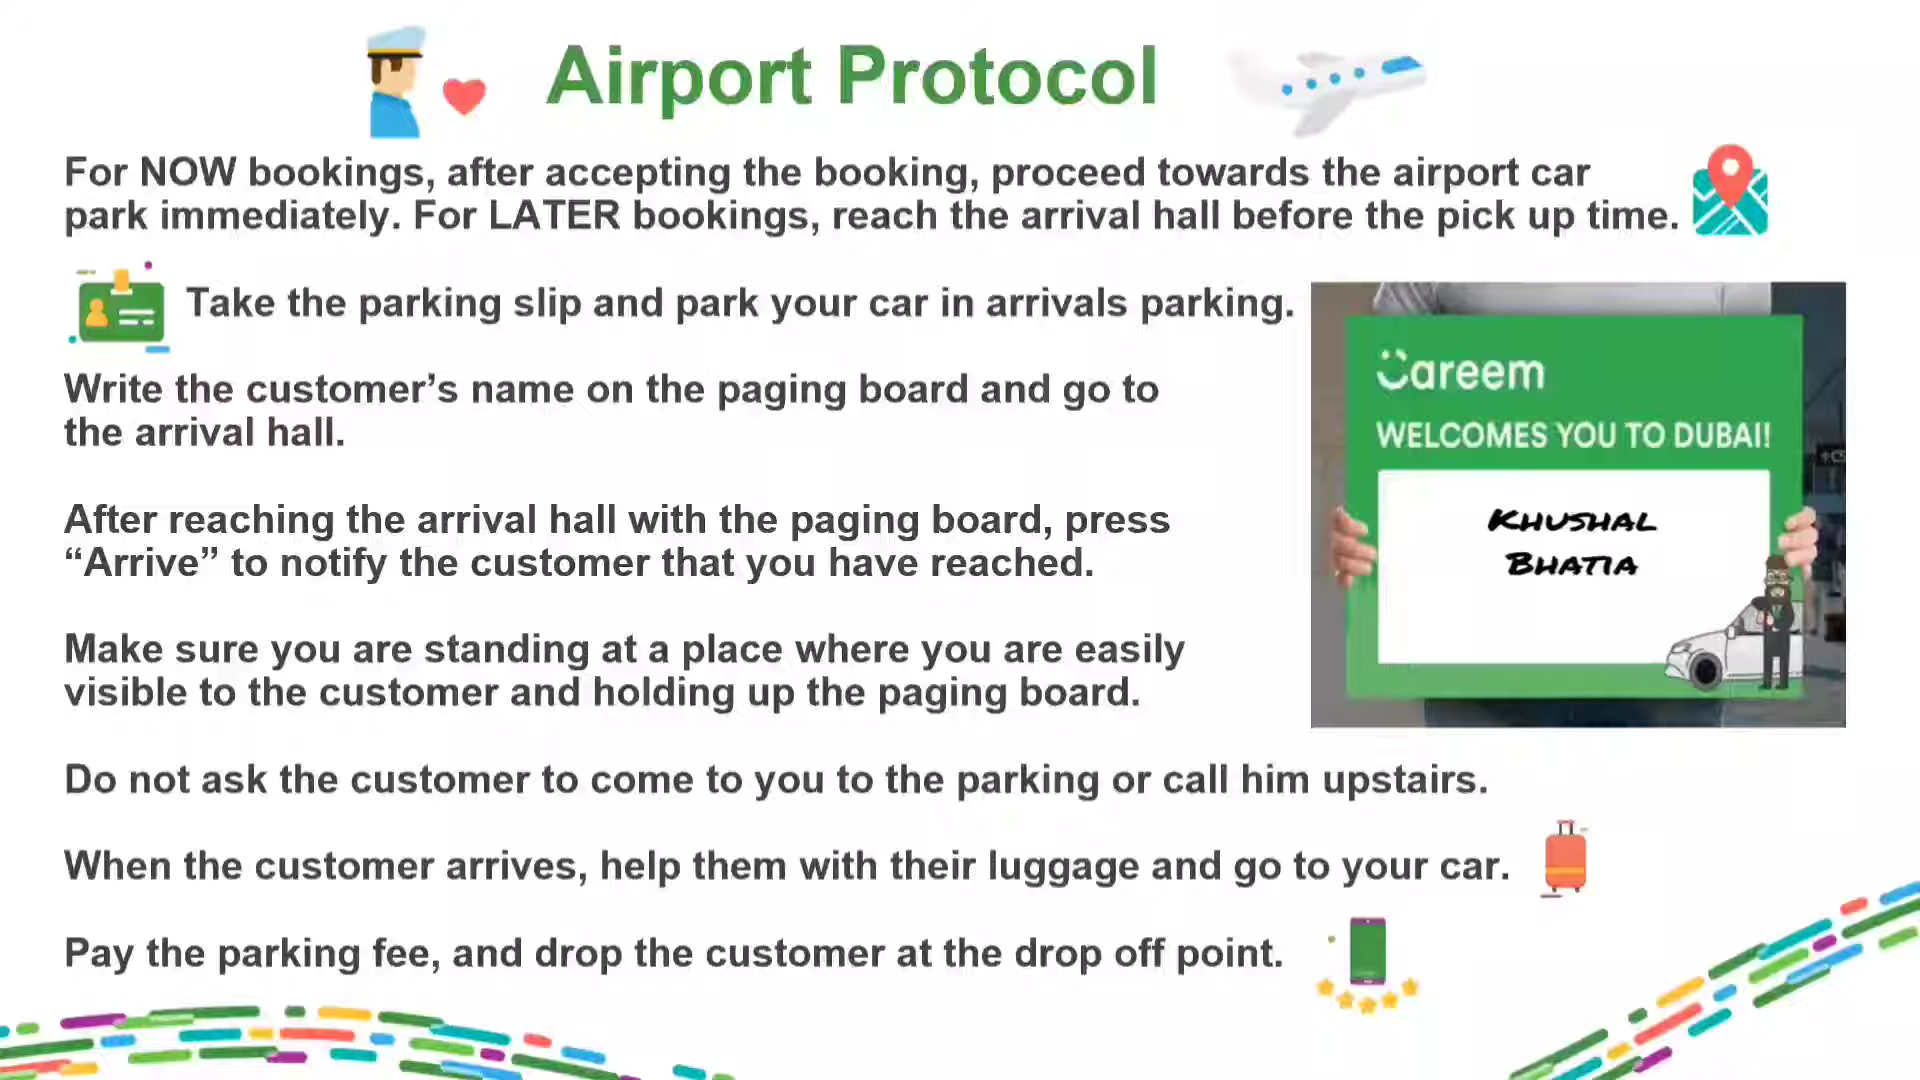 Airport Protocol
For NOW bookings, after accepting the booking, proceed towards the airport car
park immediately. For LATER bookings, reach the arrival hall before the pick up time.
Take the parking slip and park your car in arrivals parking.
Write the customer’s name on the paging board and go to
the arrival hall.
After reaching the arrival hall with the paging board, press
“Arrive” to notify the customer that you have reached.
Make sure you are standing at a place where you are easily
visible to the customer and holding up the paging board.
Careem
WELCOMES YOU TO DUBAI!
KHUSHAL
BHATIA
Do not ask the customer to come to you to the parking or call him upstairs.
When the customer arrives, help them with their luggage and go to your car.
Pay the parking fee, and drop the customer at the drop off point.